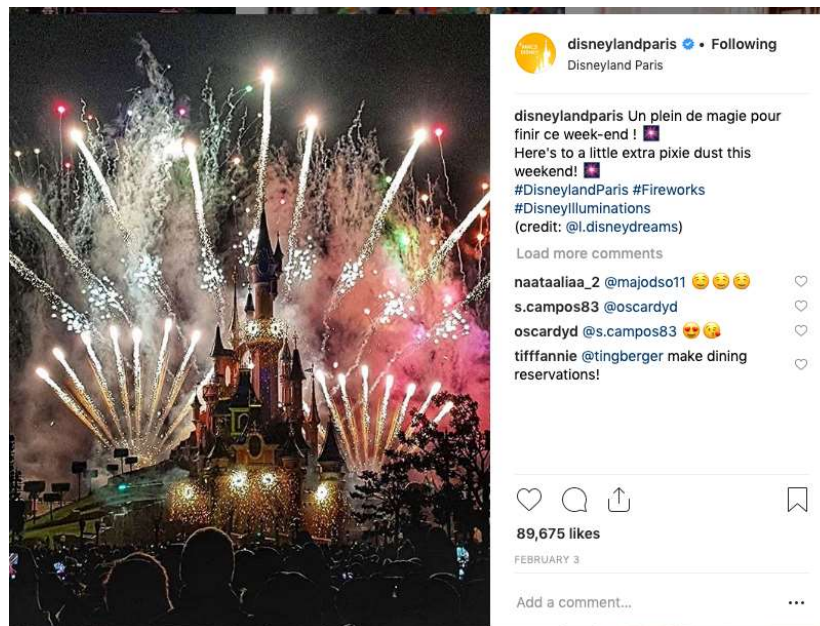 disneylandparis • Following
Disneyland Paris
disneylandparis Un plein de magie pour
finir ce week-end ! 🎆
Here's to a little extra pixie dust this
weekend! 🎆
#DisneylandParis #Fireworks
#DisneyIlluminations
(credit: @l.disneydreams)
Load more comments
naataaliaa_2 @majodso11 🤤🤤🤤
s.campos83 @oscardyd
oscardyd @s.campos83 😍😘
tifffannie @tingberger make dining
reservations!
89,675 likes
FEBRUARY 3
Add a comment...